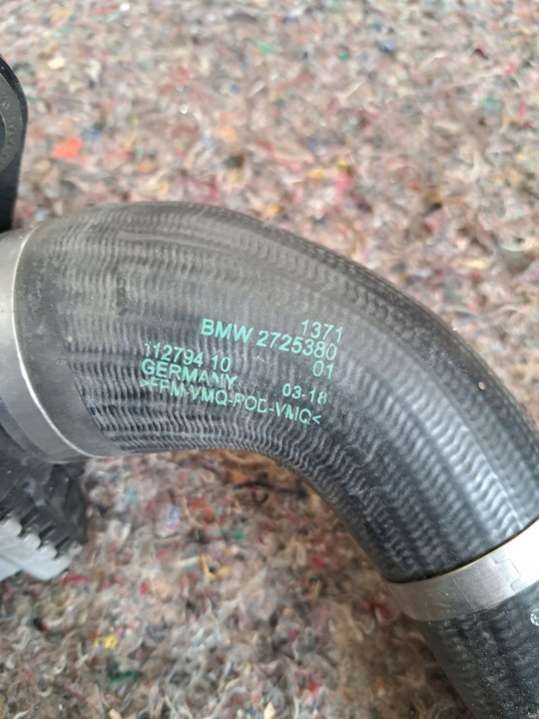 1371
BMW 2725380
01
112794 10
GERMANY 03-18
>FPM-VMQ-POD-VMQ<